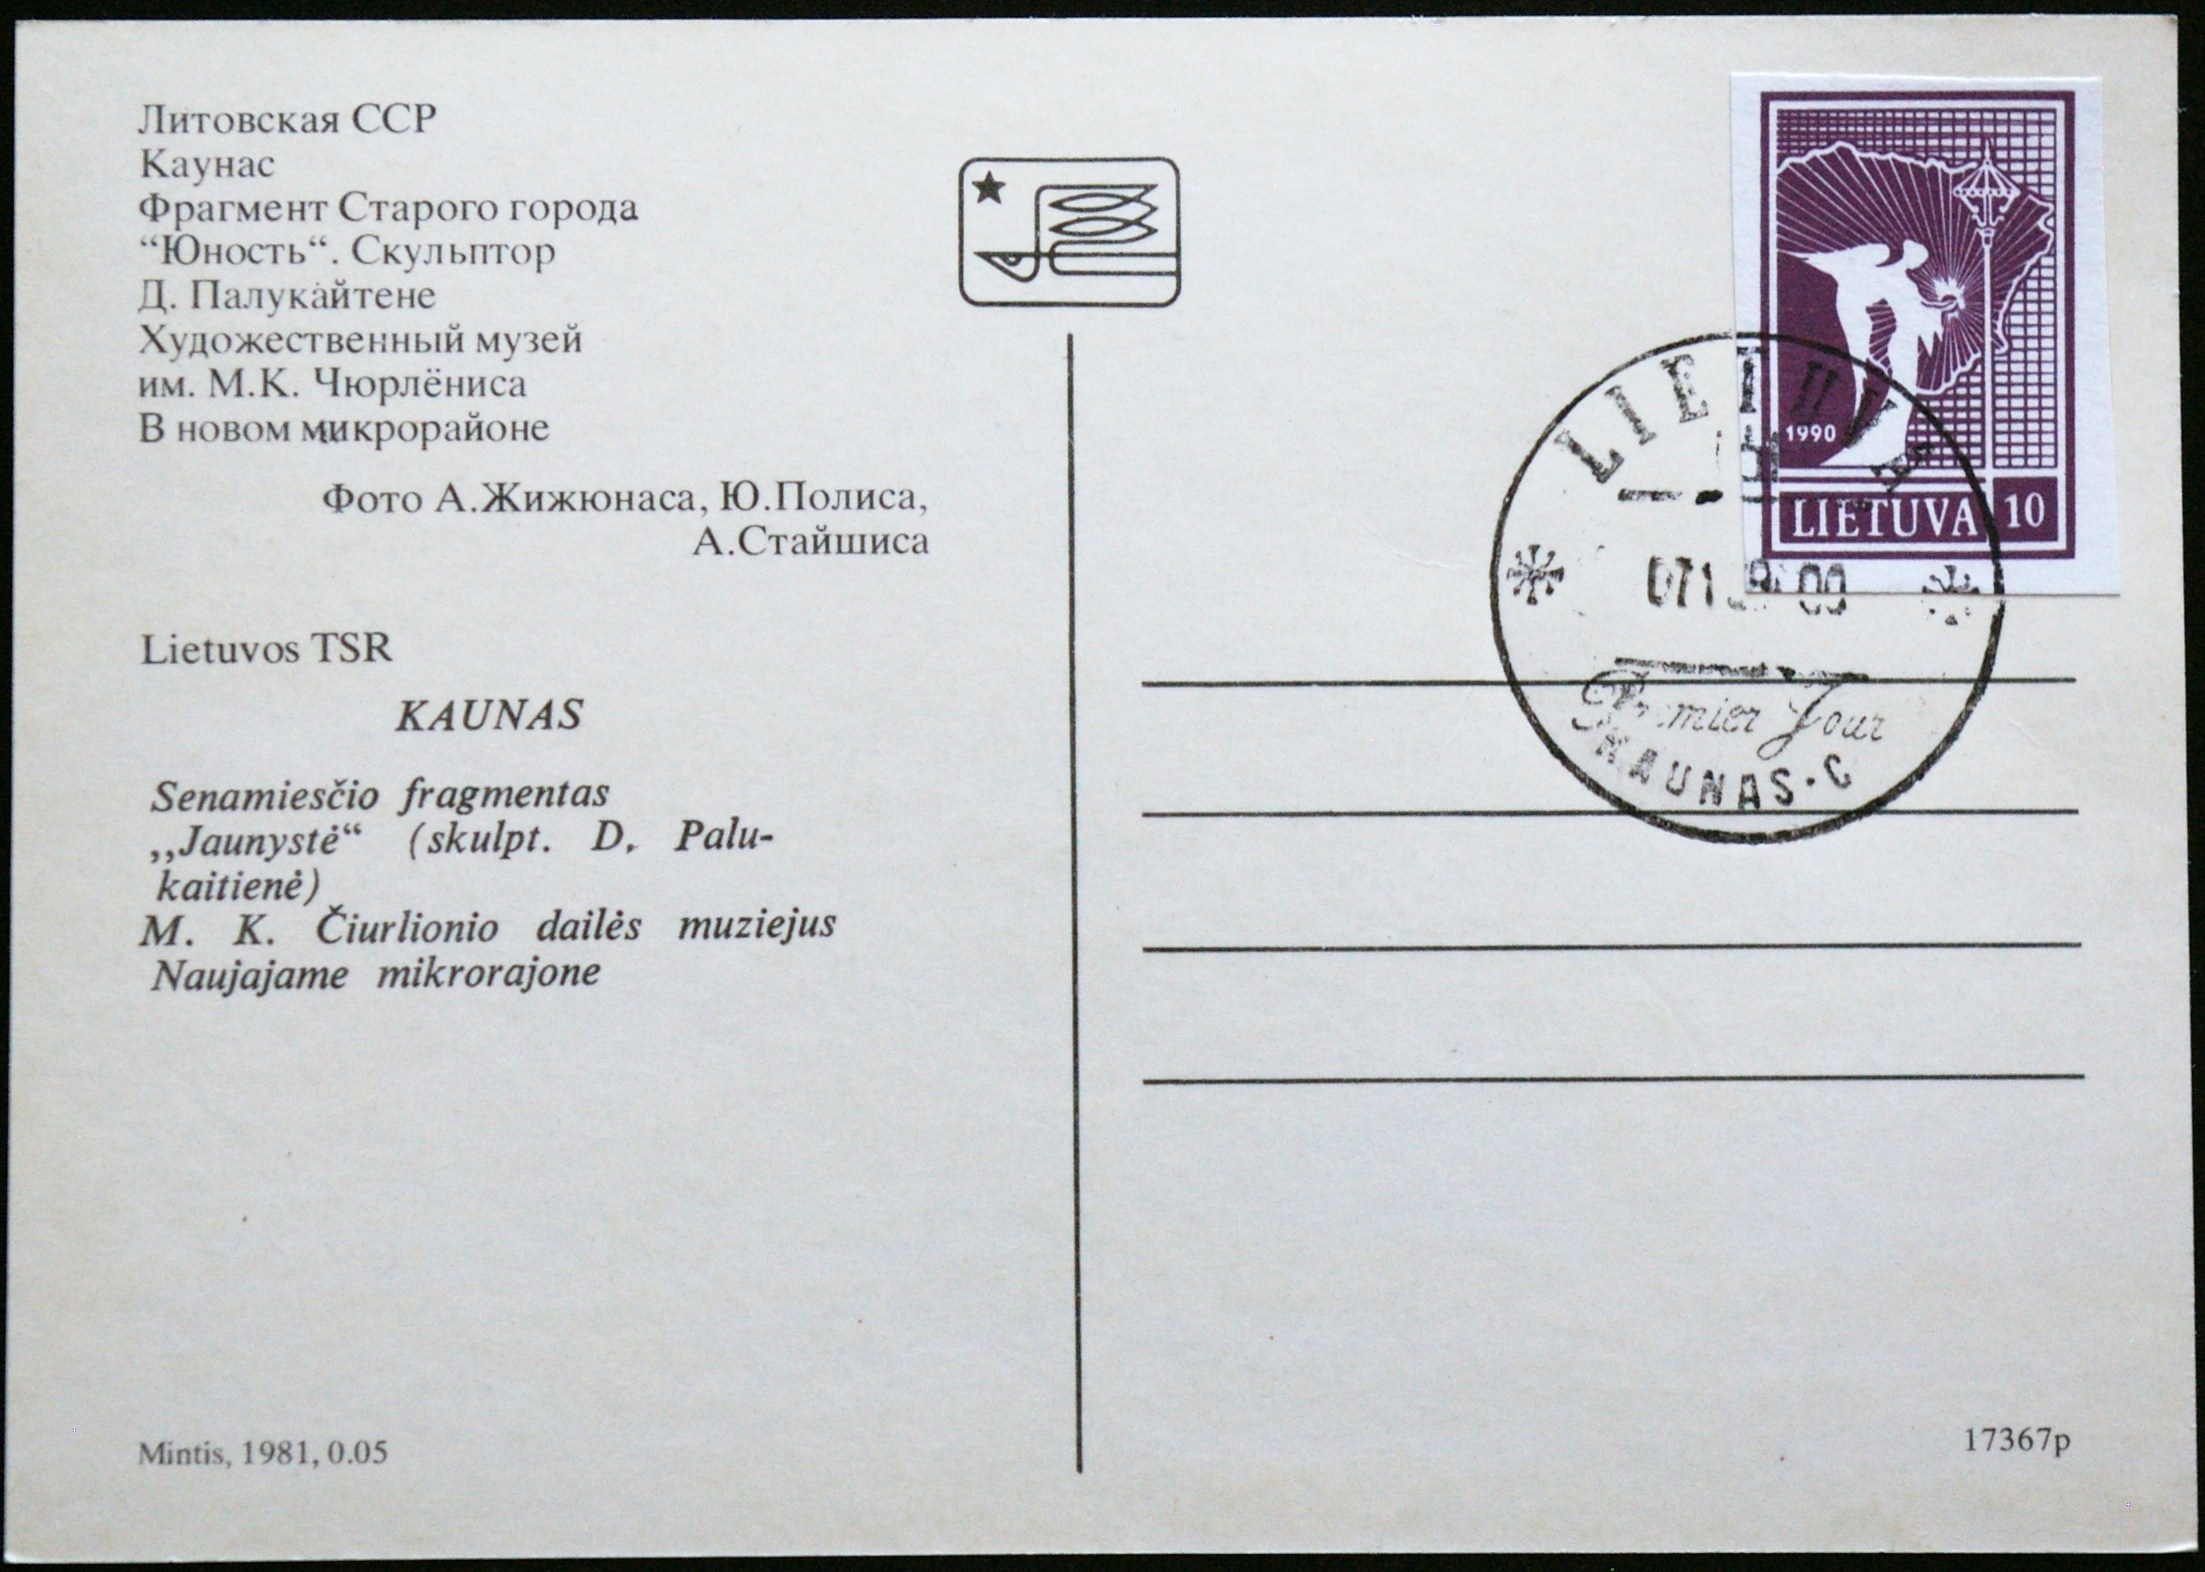 Литовская ССР
Каунас
Фрагмент Старого города
“Юность“. Скульптор
Д. Палукайтене
Художественный музей
им. М.К. Чюрлёниса
В новом микрорайоне
Фото А.Жижюнаса, Ю.Полиса,
А.Стайшиса
Lietuvos TSR
KAUNAS
Senamiesčio fragmentas
„Jaunystė“ (skulpt. D. Palu-
kaitienė)
M. K. Čiurlionio dailės muziejus
Naujajame mikrorajone
Mintis, 1981, 0.05
1990
LIETUVA 10
LIETUVA
Premier Jour
KAUNAS·C
17367р